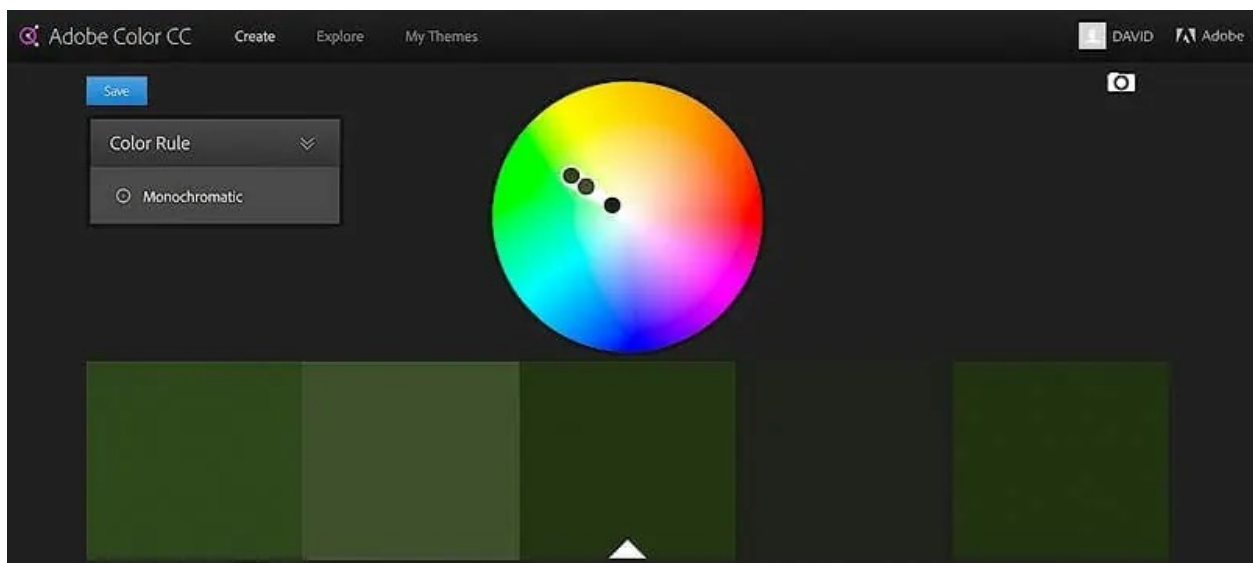 Adobe Color CC Create Explore My Themes DAVID Adobe
Save
Color Rule
Monochromatic